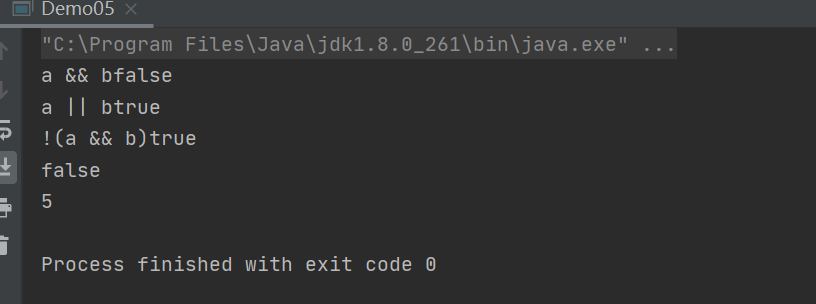 Demo05
"C:\Program Files\Java\jdk1.8.0_261\bin\java.exe" ...
a && bfalse
a || btrue
!(a && b)true
false
5
Process finished with exit code 0